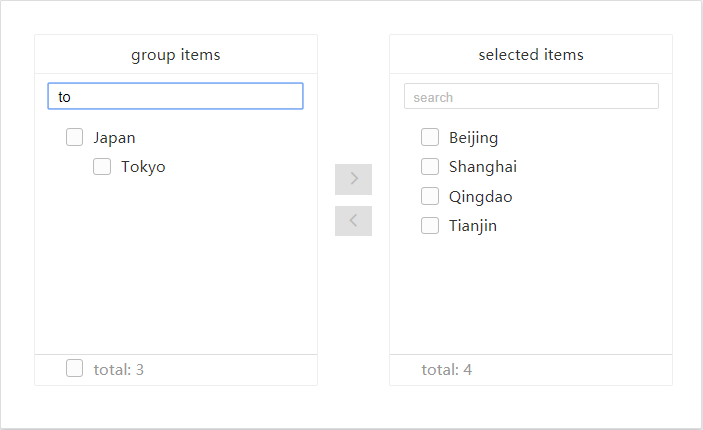 group items
to
Japan
Tokyo
total: 3
selected items
search
Beijing
Shanghai
Qingdao
Tianjin
total: 4